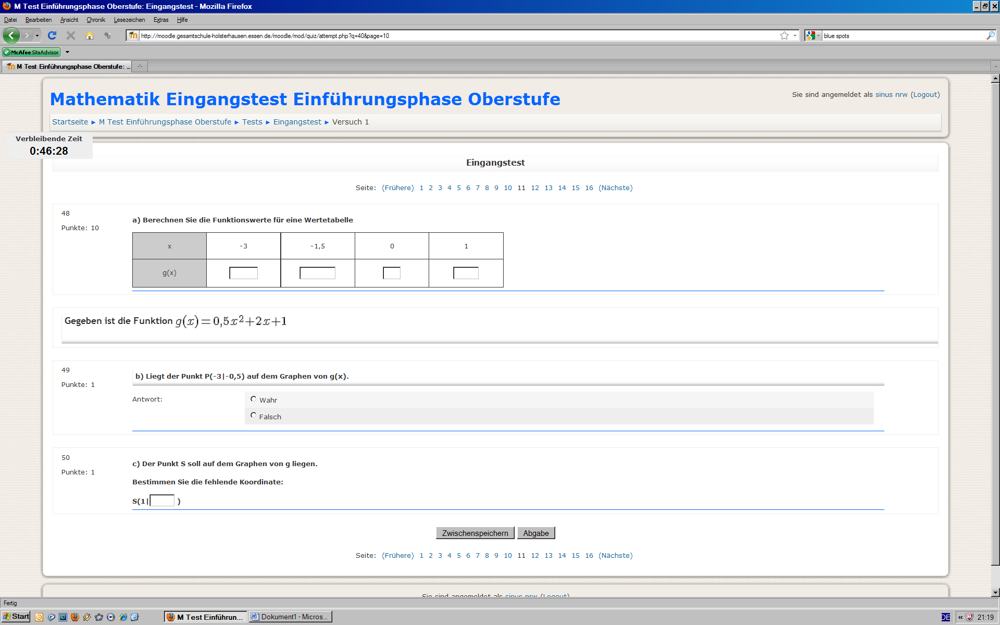 M Test Einführungsphase Oberstufe: Eingangstest - Mozilla Firefox
Datei Bearbeiten Ansicht Chronik Lesezeichen Extras Hilfe
http://moodle.gesamtschule-holsterhausen.essen.de/moodle/mod/quiz/attempt.php?q=40&page=10
blue spots
McAfee SiteAdvisor
M Test Einführungsphase Oberstufe: ...
Mathematik Eingangstest Einführungsphase Oberstufe
Sie sind angemeldet als sinus nrw (Logout)
Startseite ► M Test Einführungsphase Oberstufe ► Tests ► Eingangstest ► Versuch 1
Verbleibende Zeit
0:46:28
Eingangstest
Seite: (Frühere) 1 2 3 4 5 6 7 8 9 10 11 12 13 14 15 16 (Nächste)
48
Punkte: 10
a) Berechnen Sie die Funktionswerte für eine Wertetabelle
x -3 -1,5 0 1
g(x)
Gegeben ist die Funktion g(x)=0,5x²+2x+1
49
Punkte: 1
b) Liegt der Punkt P(-3|-0,5) auf dem Graphen von g(x).
Antwort:
Wahr
Falsch
50
Punkte: 1
c) Der Punkt S soll auf dem Graphen von g liegen.
Bestimmen Sie die fehlende Koordinate:
S(1| )
Zwischenspeichern Abgabe
Seite: (Frühere) 1 2 3 4 5 6 7 8 9 10 11 12 13 14 15 16 (Nächste)
Sie sind angemeldet als sinus nrw (Logout)
Fertig
Start M Test Einführun... Dokument1 - Micros... DE « 21:19